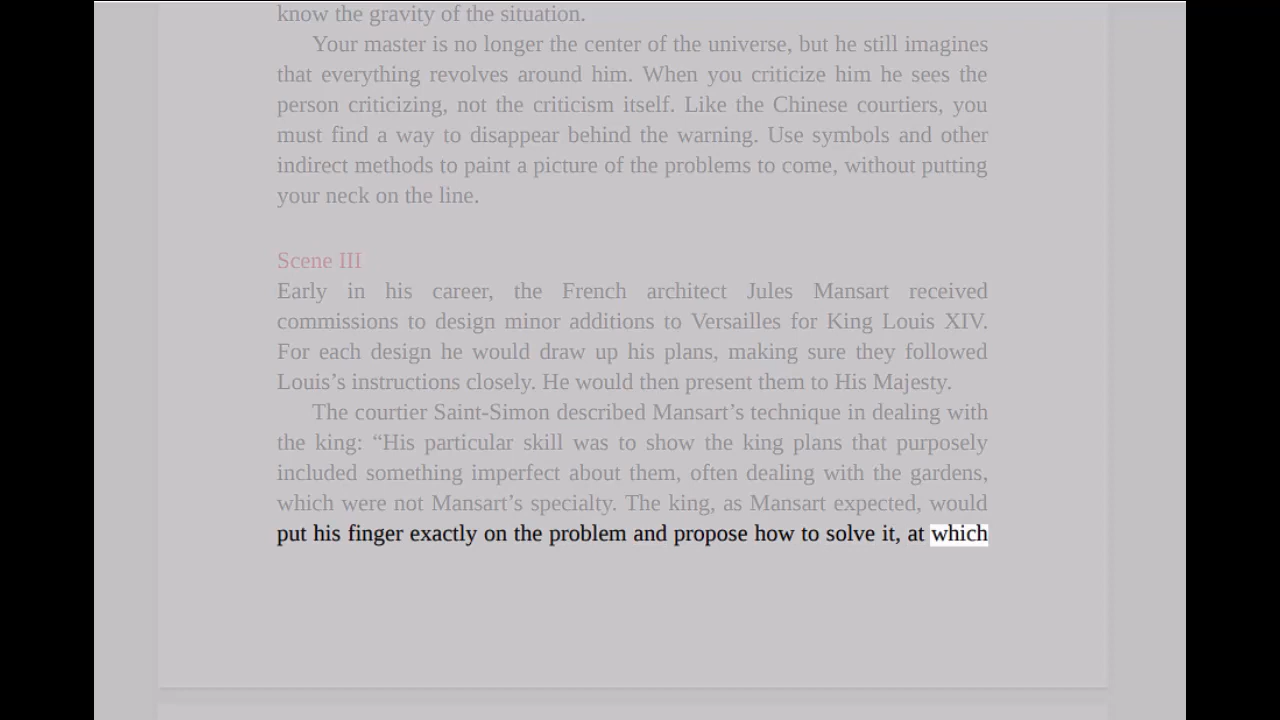 know the gravity of the situation.
Your master is no longer the center of the universe, but he still imagines
that everything revolves around him. When you criticize him he sees the
person criticizing, not the criticism itself. Like the Chinese courtiers, you
must find a way to disappear behind the warning. Use symbols and other
indirect methods to paint a picture of the problems to come, without putting
your neck on the line.
Scene III
Early in his career, the French architect Jules Mansart received
commissions to design minor additions to Versailles for King Louis XIV.
For each design he would draw up his plans, making sure they followed
Louis’s instructions closely. He would then present them to His Majesty.
The courtier Saint-Simon described Mansart’s technique in dealing with
the king: “His particular skill was to show the king plans that purposely
included something imperfect about them, often dealing with the gardens,
which were not Mansart’s specialty. The king, as Mansart expected, would
put his finger exactly on the problem and propose how to solve it, at which